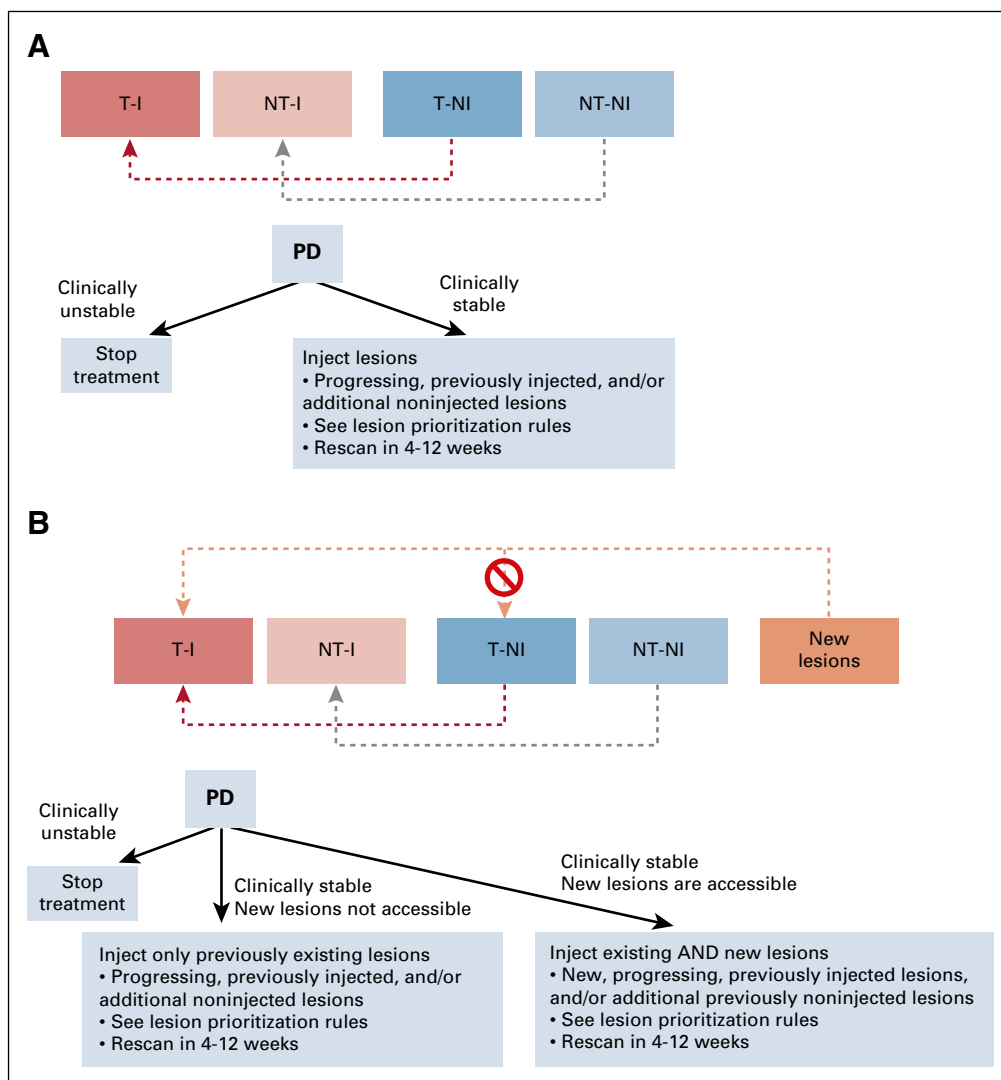 A
T-I
NT-I
T-NI
NT-NI
PD
Clinically
unstable
Clinically
stable
Stop
treatment
Inject lesions
• Progressing, previously injected, and/or
additional noninjected lesions
• See lesion prioritization rules
• Rescan in 4-12 weeks
B
T-I
NT-I
T-NI
NT-NI
New
lesions
PD
Clinically
unstable
Stop
treatment
Clinically stable
New lesions not accessible
Clinically stable
New lesions are accessible
Inject only previously existing lesions
• Progressing, previously injected, and/or
additional noninjected lesions
• See lesion prioritization rules
• Rescan in 4-12 weeks
Inject existing AND new lesions
• New, progressing, previously injected lesions,
and/or additional previously noninjected lesions
• See lesion prioritization rules
• Rescan in 4-12 weeks